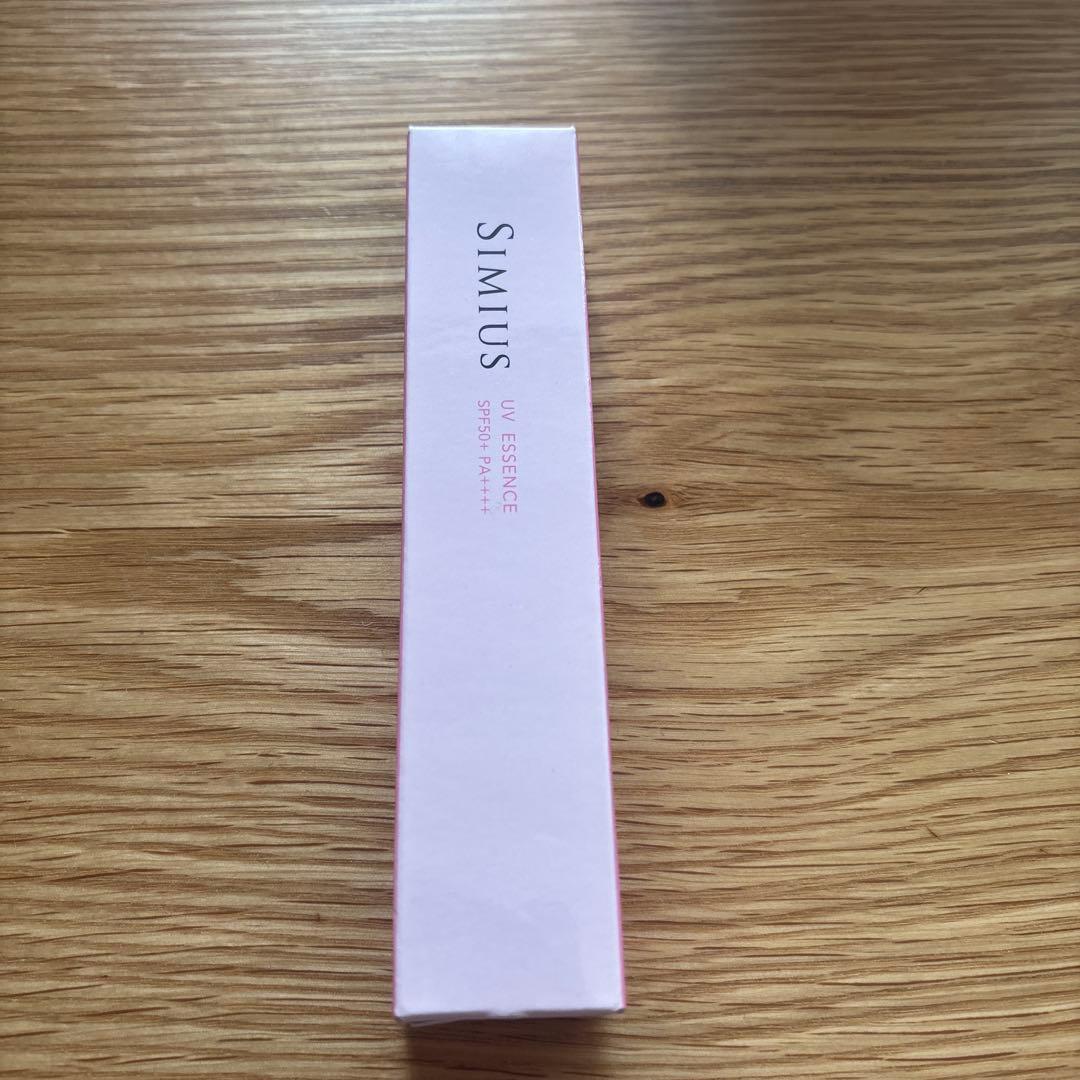 SIMIUS
UV ESSENCE
SPF50+ PA++++